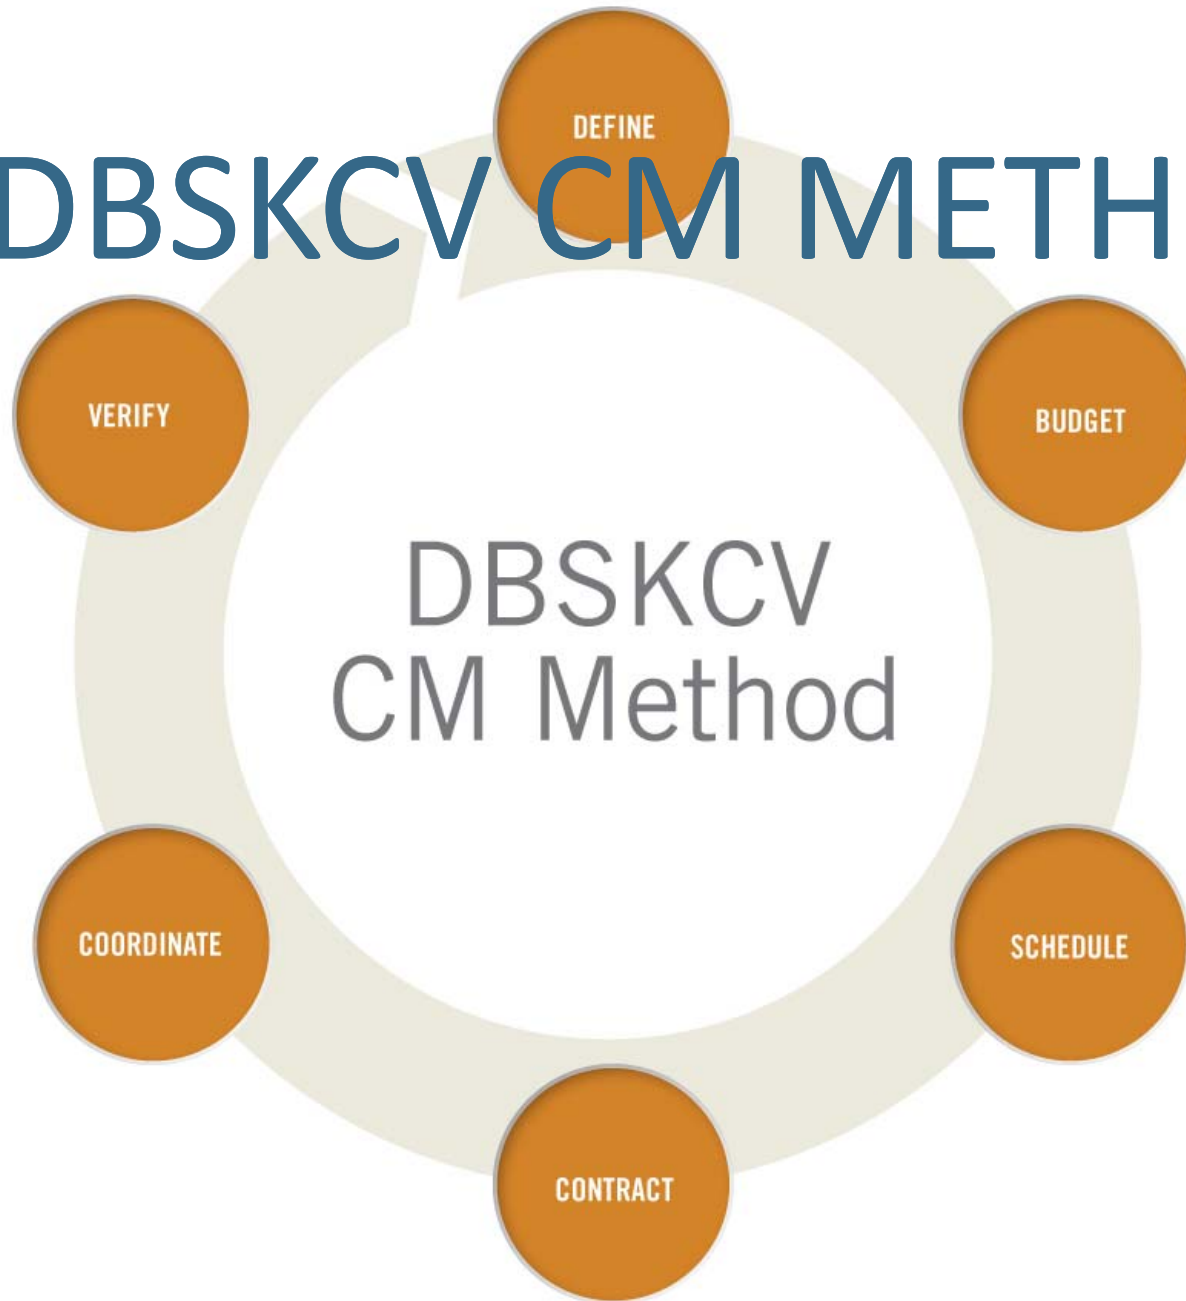 DEFINE
DBSKCV CM METH
VERIFY
BUDGET
DBSKCV
CM Method
COORDINATE
SCHEDULE
CONTRACT